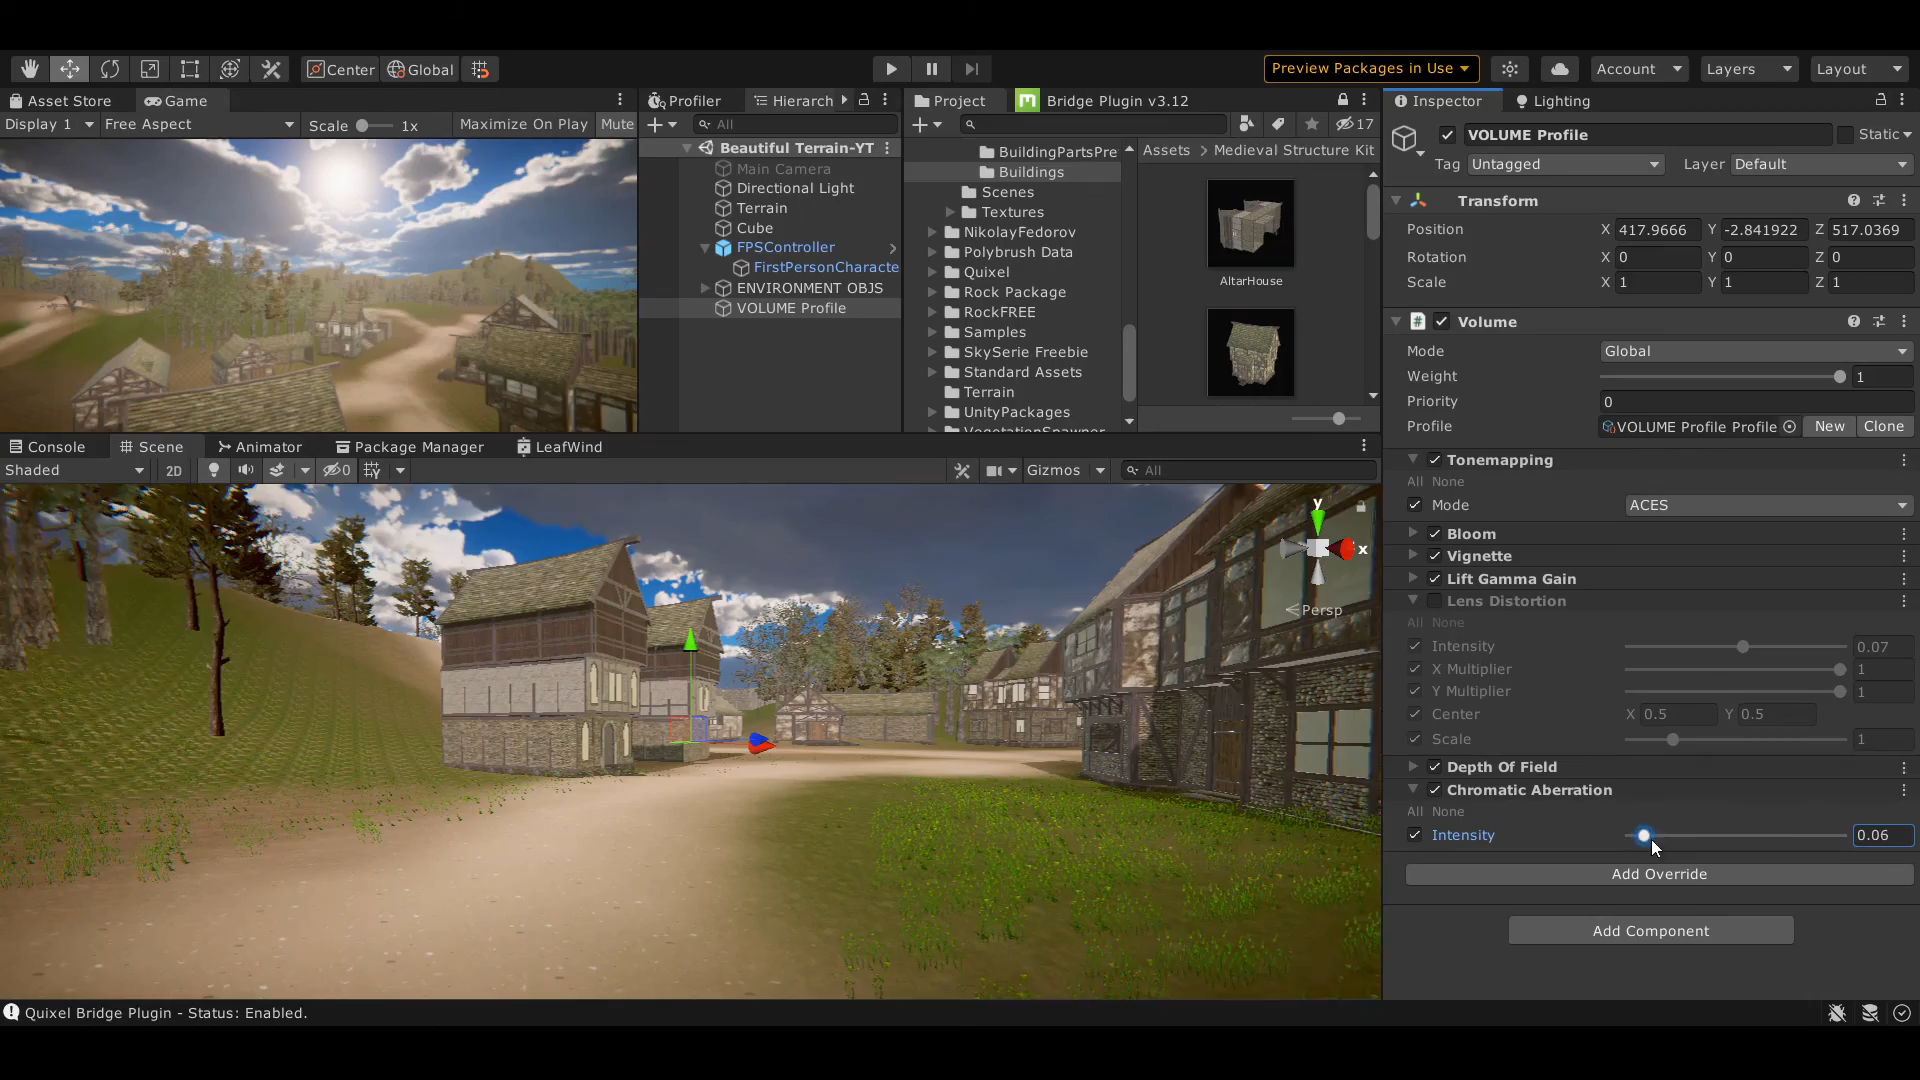 Center
Global
Preview Packages in Use
Account
Layers
Layout
Asset Store
Game
Display 1
Free Aspect
Scale
1x
Maximize On Play
Mute
Profiler
Hierarch
All
Beautiful Terrain-YT
Main Camera
Directional Light
Terrain
Cube
FPSController
FirstPersonCharacte
ENVIRONMENT OBJS
VOLUME Profile
Project
Bridge Plugin v3.12
17
BuildingPartsPre
Buildings
Scenes
Textures
NikolayFedorov
Polybrush Data
Quixel
Rock Package
RockFREE
Samples
SkySerie Freebie
Standard Assets
Terrain
UnityPackages
VegetationSpawner
Assets > Medieval Structure Kit
AltarHouse
Console
Scene
Animator
Package Manager
LeafWind
Shaded
2D
0
Gizmos
All
y
x
Persp
Inspector
Lighting
VOLUME Profile
Static
Tag Untagged
Layer Default
Transform
Position X 417.9666 Y -2.841922 Z 517.0369
Rotation X 0 Y 0 Z 0
Scale X 1 Y 1 Z 1
# Volume
Mode Global
Weight 1
Priority 0
Profile VOLUME Profile Profile New Clone
Tonemapping
All None
Mode ACES
Bloom
Vignette
Lift Gamma Gain
Lens Distortion
All None
Intensity 0.07
X Multiplier 1
Y Multiplier 1
Center X 0.5 Y 0.5
Scale 1
Depth Of Field
Chromatic Aberration
All None
Intensity 0.06
Add Override
Add Component
Quixel Bridge Plugin - Status: Enabled.